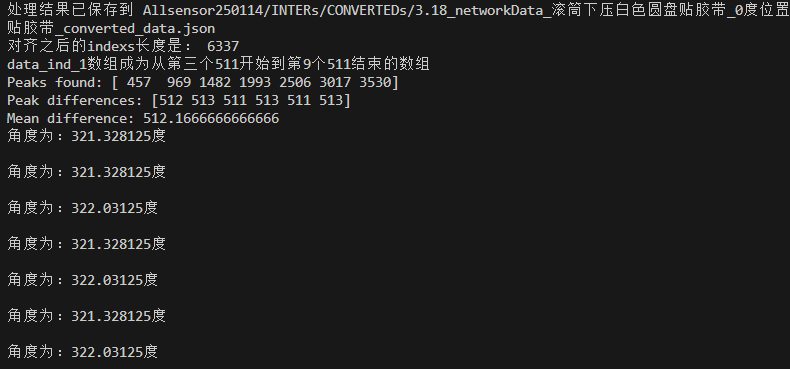 处理结果已保存到 Allsensor250114/INTERs/CONVERTEDs/3.18_networkData_滚筒下压白色圆盘贴胶带_0度位置
贴胶带_converted_data.json
对齐之后的indexs长度是： 6337
data_ind_1数组成为从第三个511开始到第9个511结束的数组
Peaks found: [ 457  969 1482 1993 2506 3017 3530]
Peak differences: [512 513 511 513 511 513]
Mean difference: 512.1666666666666
角度为：321.328125度
角度为：321.328125度
角度为：322.03125度
角度为：321.328125度
角度为：322.03125度
角度为：321.328125度
角度为：322.03125度